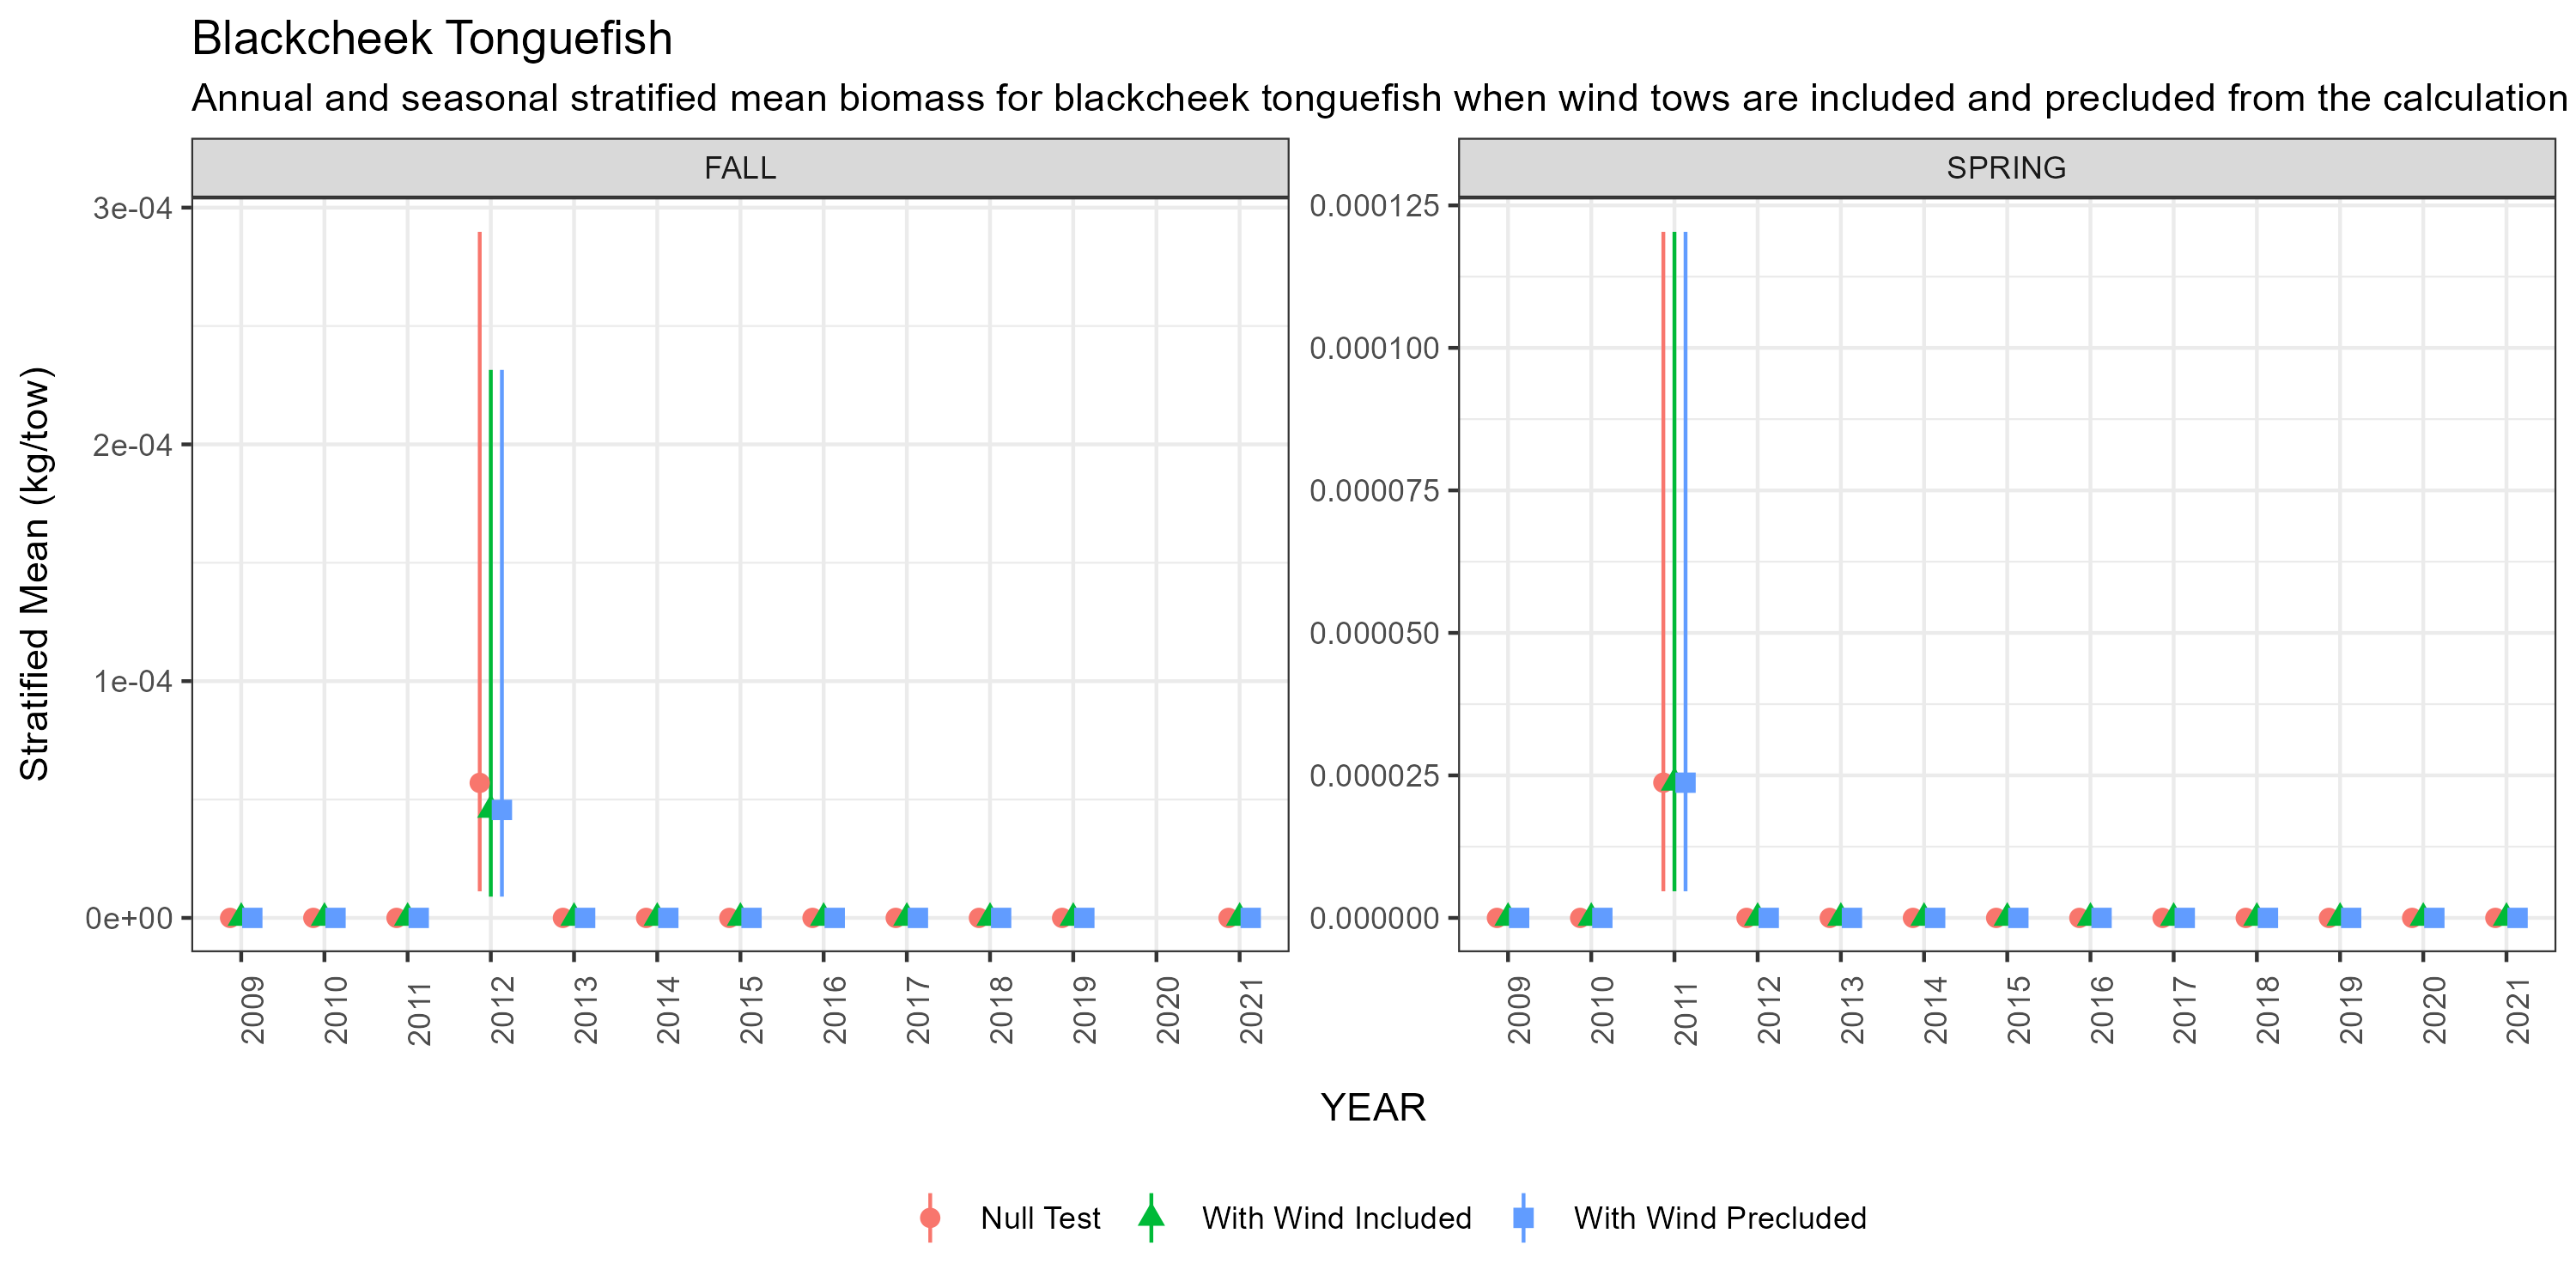 Blackcheek Tonguefish
Annual and seasonal stratified mean biomass for blackcheek tonguefish when wind tows are included and precluded from the calculation
FALL
SPRING
Stratified Mean (kg/tow)
3e-04
2e-04
1e-04
0e+00
0.000125
0.000100
0.000075
0.000050
0.000025
0.000000
2009 2010 2011 2012 2013 2014 2015 2016 2017 2018 2019 2020 2021
2009 2010 2011 2012 2013 2014 2015 2016 2017 2018 2019 2020 2021
YEAR
Null Test With Wind Included With Wind Precluded